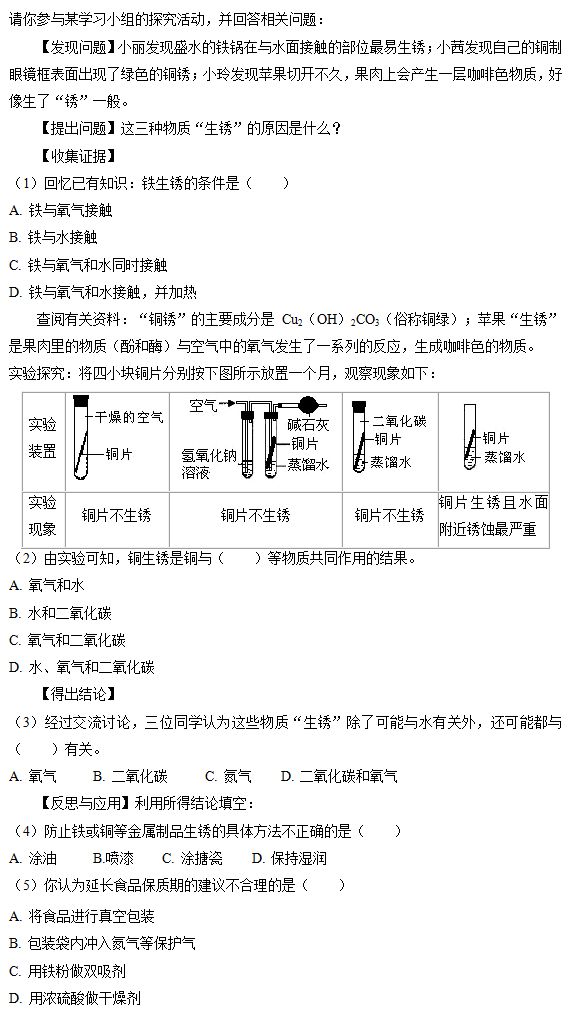 请你参与某学习小组的探究活动，并回答相关问题：
【发现问题】小丽发现盛水的铁锅在与水面接触的部位最易生锈；小茜发现自己的铜制
眼镜框表面出现了绿色的铜锈；小玲发现苹果切开不久，果肉上会产生一层咖啡色物质，好
像生了“锈”一般。
【提出问题】这三种物质“生锈”的原因是什么？
【收集证据】
（1）回忆已有知识：铁生锈的条件是（　　）
A. 铁与氧气接触
B. 铁与水接触
C. 铁与氧气和水同时接触
D. 铁与氧气和水接触，并加热
查阅有关资料：“铜锈”的主要成分是 Cu2（OH）2CO3（俗称铜绿）；苹果“生锈”
是果肉里的物质（酚和酶）与空气中的氧气发生了一系列的反应，生成咖啡色的物质。
实验探究：将四小块铜片分别按下图所示放置一个月，观察现象如下：
实验
装置
干燥的空气
铜片
空气
碱石灰
铜片
氢氧化钠
溶液
蒸馏水
二氧化碳
铜片
蒸馏水
铜片
蒸馏水
实验
现象
铜片不生锈
铜片不生锈
铜片不生锈
铜片生锈且水面
附近锈蚀最严重
（2）由实验可知，铜生锈是铜与（　　）等物质共同作用的结果。
A. 氧气和水
B. 水和二氧化碳
C. 氧气和二氧化碳
D. 水、氧气和二氧化碳
【得出结论】
（3）经过交流讨论，三位同学认为这些物质“生锈”除了可能与水有关外，还可能都与
（　　）有关。
A. 氧气　　B. 二氧化碳　　C. 氮气　　D. 二氧化碳和氧气
【反思与应用】利用所得结论填空：
（4）防止铁或铜等金属制品生锈的具体方法不正确的是（　　）
A. 涂油　　B.喷漆　　C. 涂搪瓷　　D. 保持湿润
（5）你认为延长食品保质期的建议不合理的是（　　）
A. 将食品进行真空包装
B. 包装袋内冲入氮气等保护气
C. 用铁粉做双吸剂
D. 用浓硫酸做干燥剂